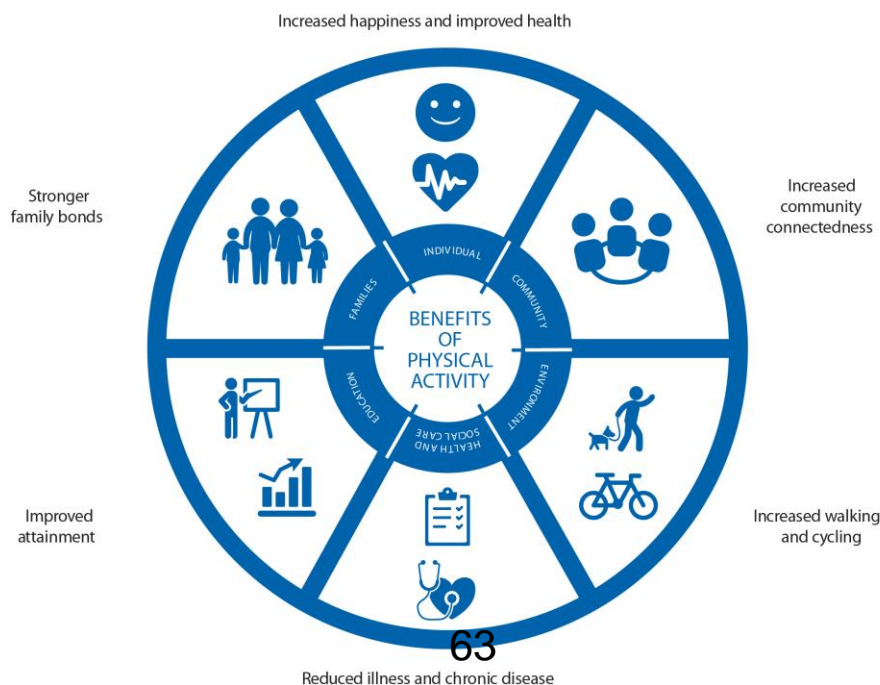 Increased happiness and improved health
Stronger
family bonds
Increased
community
connectedness
INDIVIDUAL
FAMILIES
COMMUNITY
BENEFITS
OF
PHYSICAL
ACTIVITY
EDUCATION
ENVIRONMENT
HEALTH AND
SOCIAL CARE
Improved
attainment
Increased walking
and cycling
63
Reduced illness and chronic disease